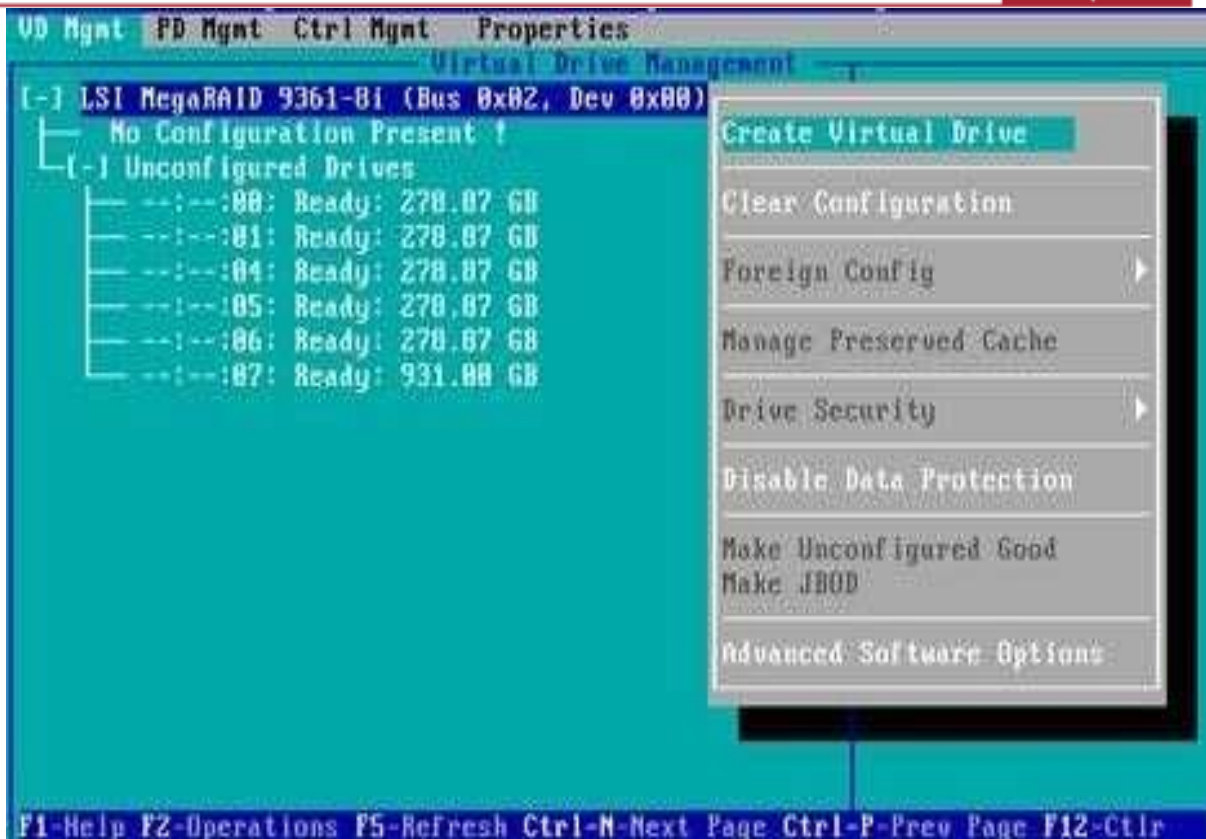 VD Mgmt PD Mgmt Ctrl Mgmt Properties
Virtual Drive Management
[-] LSI MegaRAID 9361-8i (Bus 0x02, Dev 0x00)
No Configuration Present !
[-] Unconfigured Drives
--:--:00: Ready: 278.87 GB
--:--:01: Ready: 278.87 GB
--:--:04: Ready: 278.87 GB
--:--:05: Ready: 278.87 GB
--:--:06: Ready: 278.87 GB
--:--:07: Ready: 931.00 GB
Create Virtual Drive
Clear Configuration
Foreign Config
Manage Preserved Cache
Drive Security
Disable Data Protection
Make Unconfigured Good
Make JBOD
Advanced Software Options
F1-Help F2-Operations F5-Refresh Ctrl-N-Next Page Ctrl-P-Prev Page F12-Ctlr